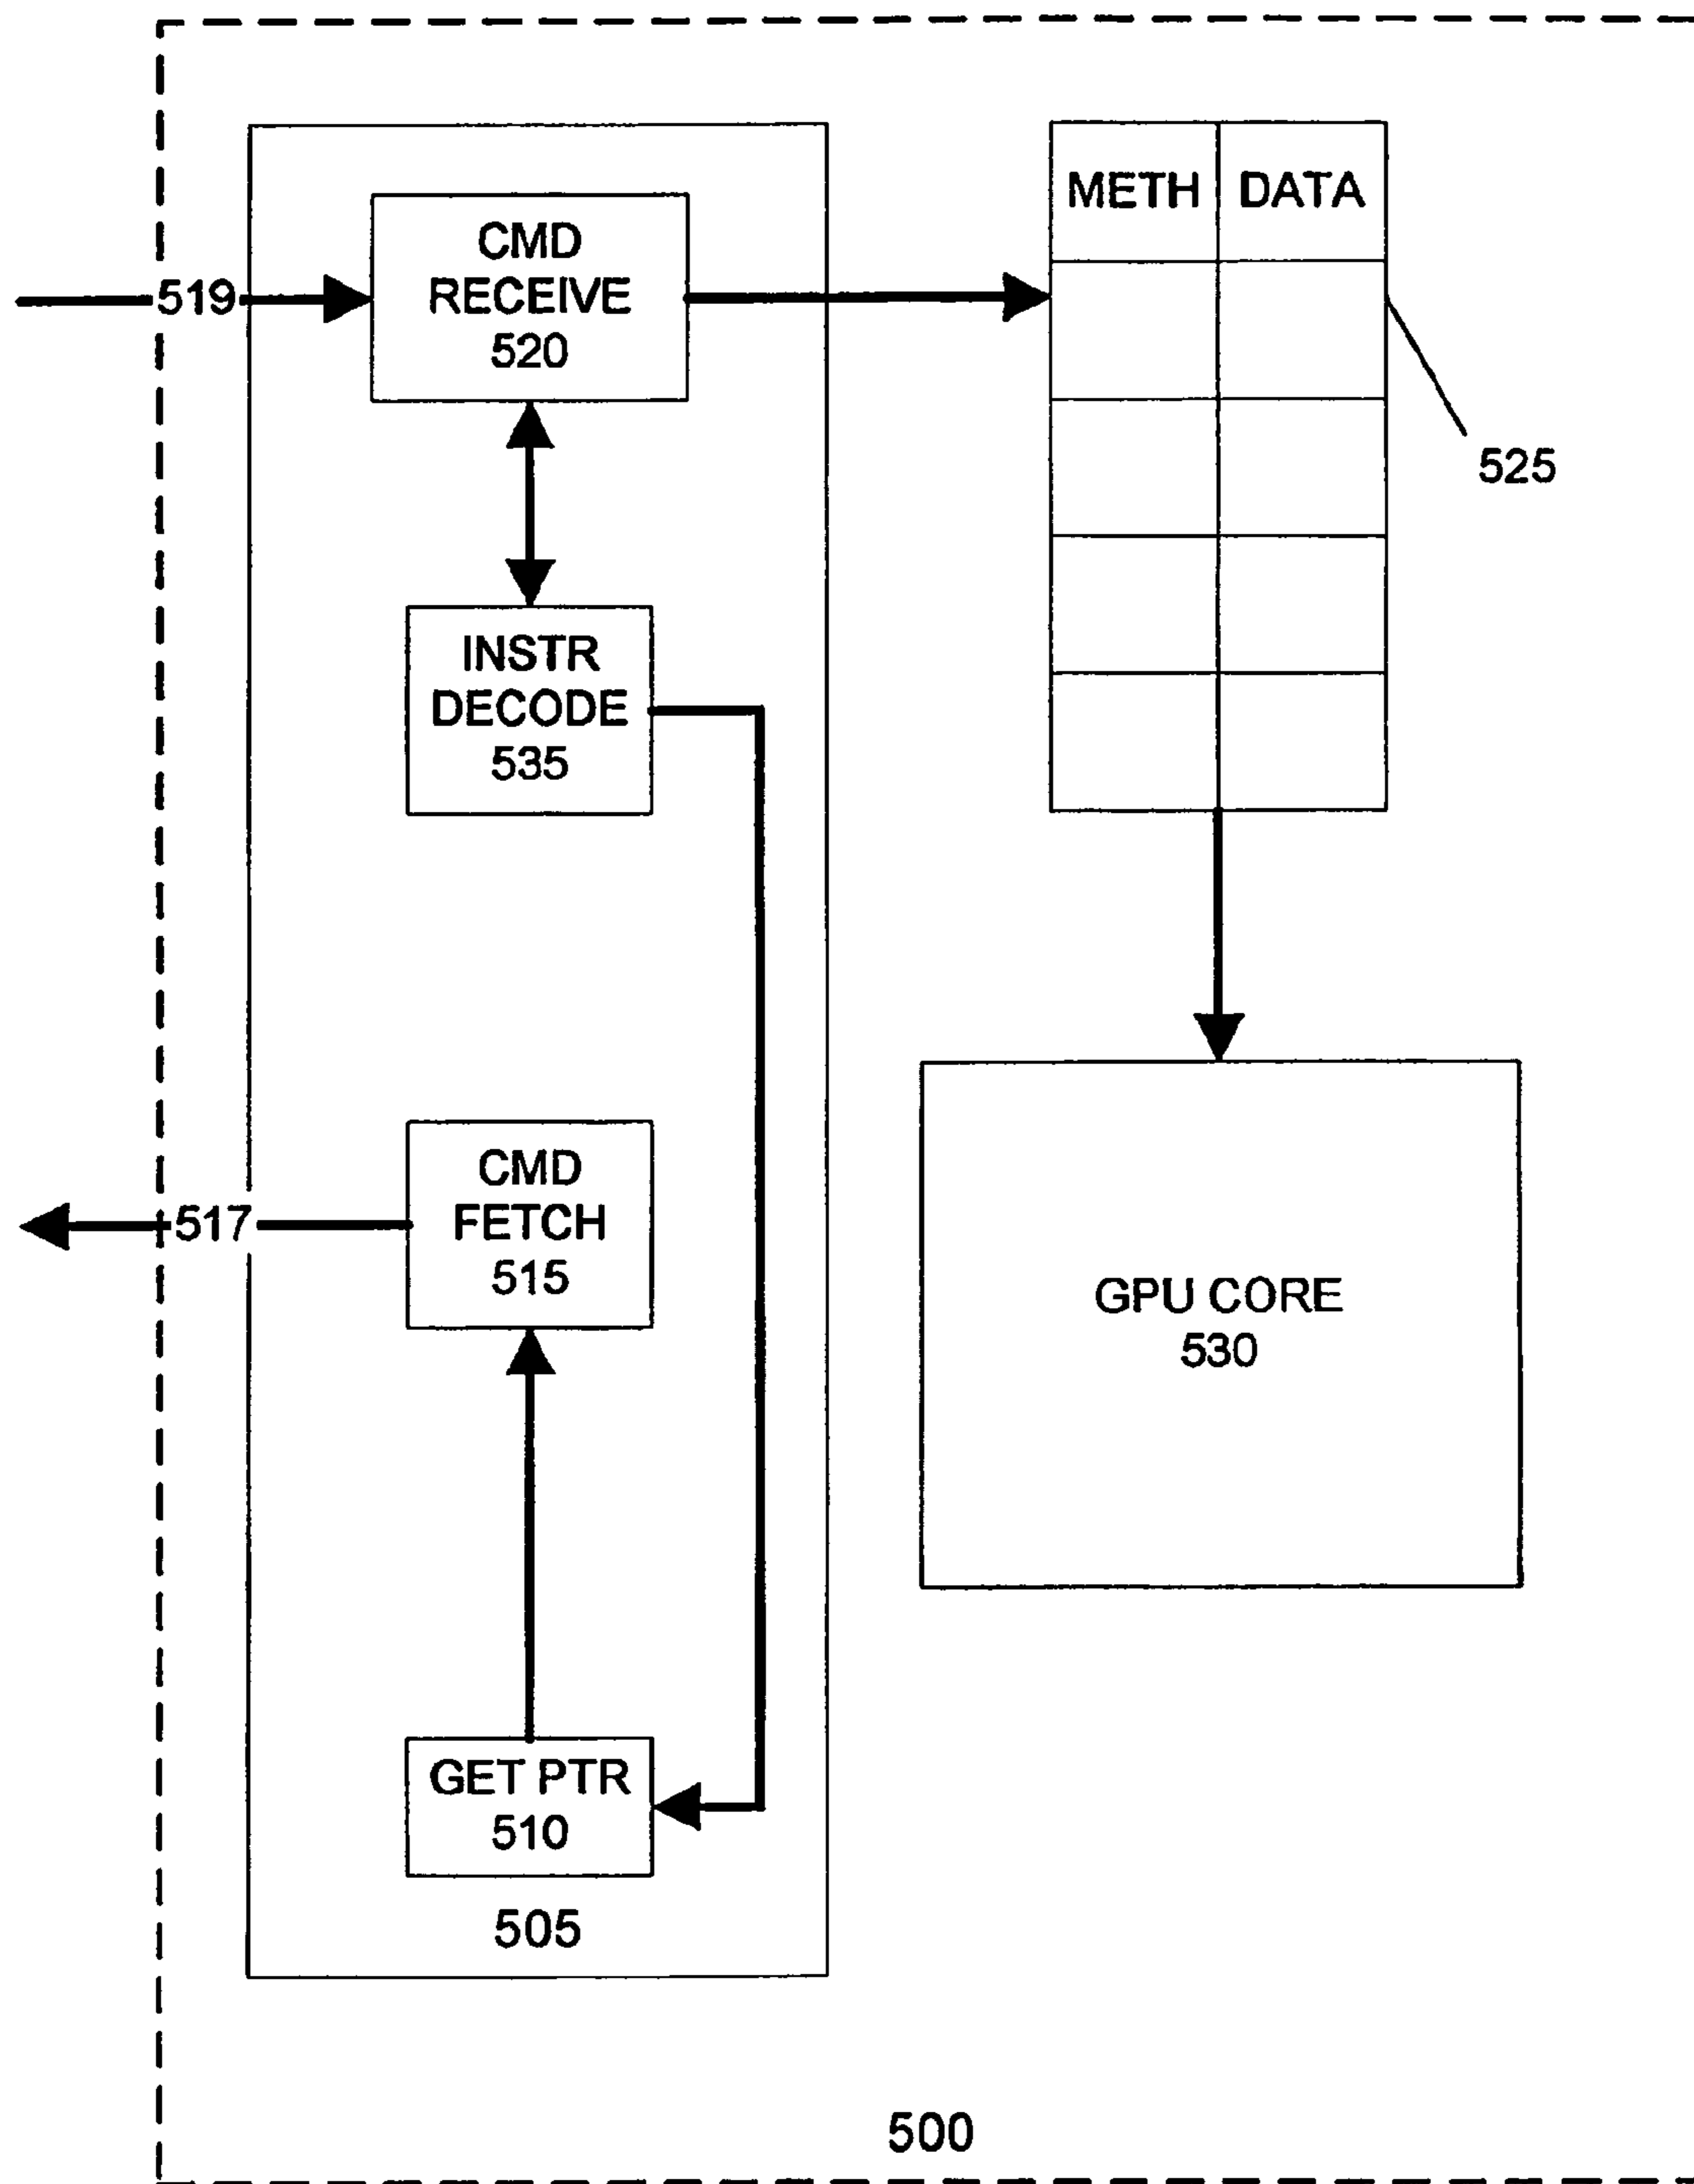 METH DATA
CMD
RECEIVE
520
519
525
INSTR
DECODE
535
CMD
FETCH
515
517
GPU CORE
530
GET PTR
510
505
500